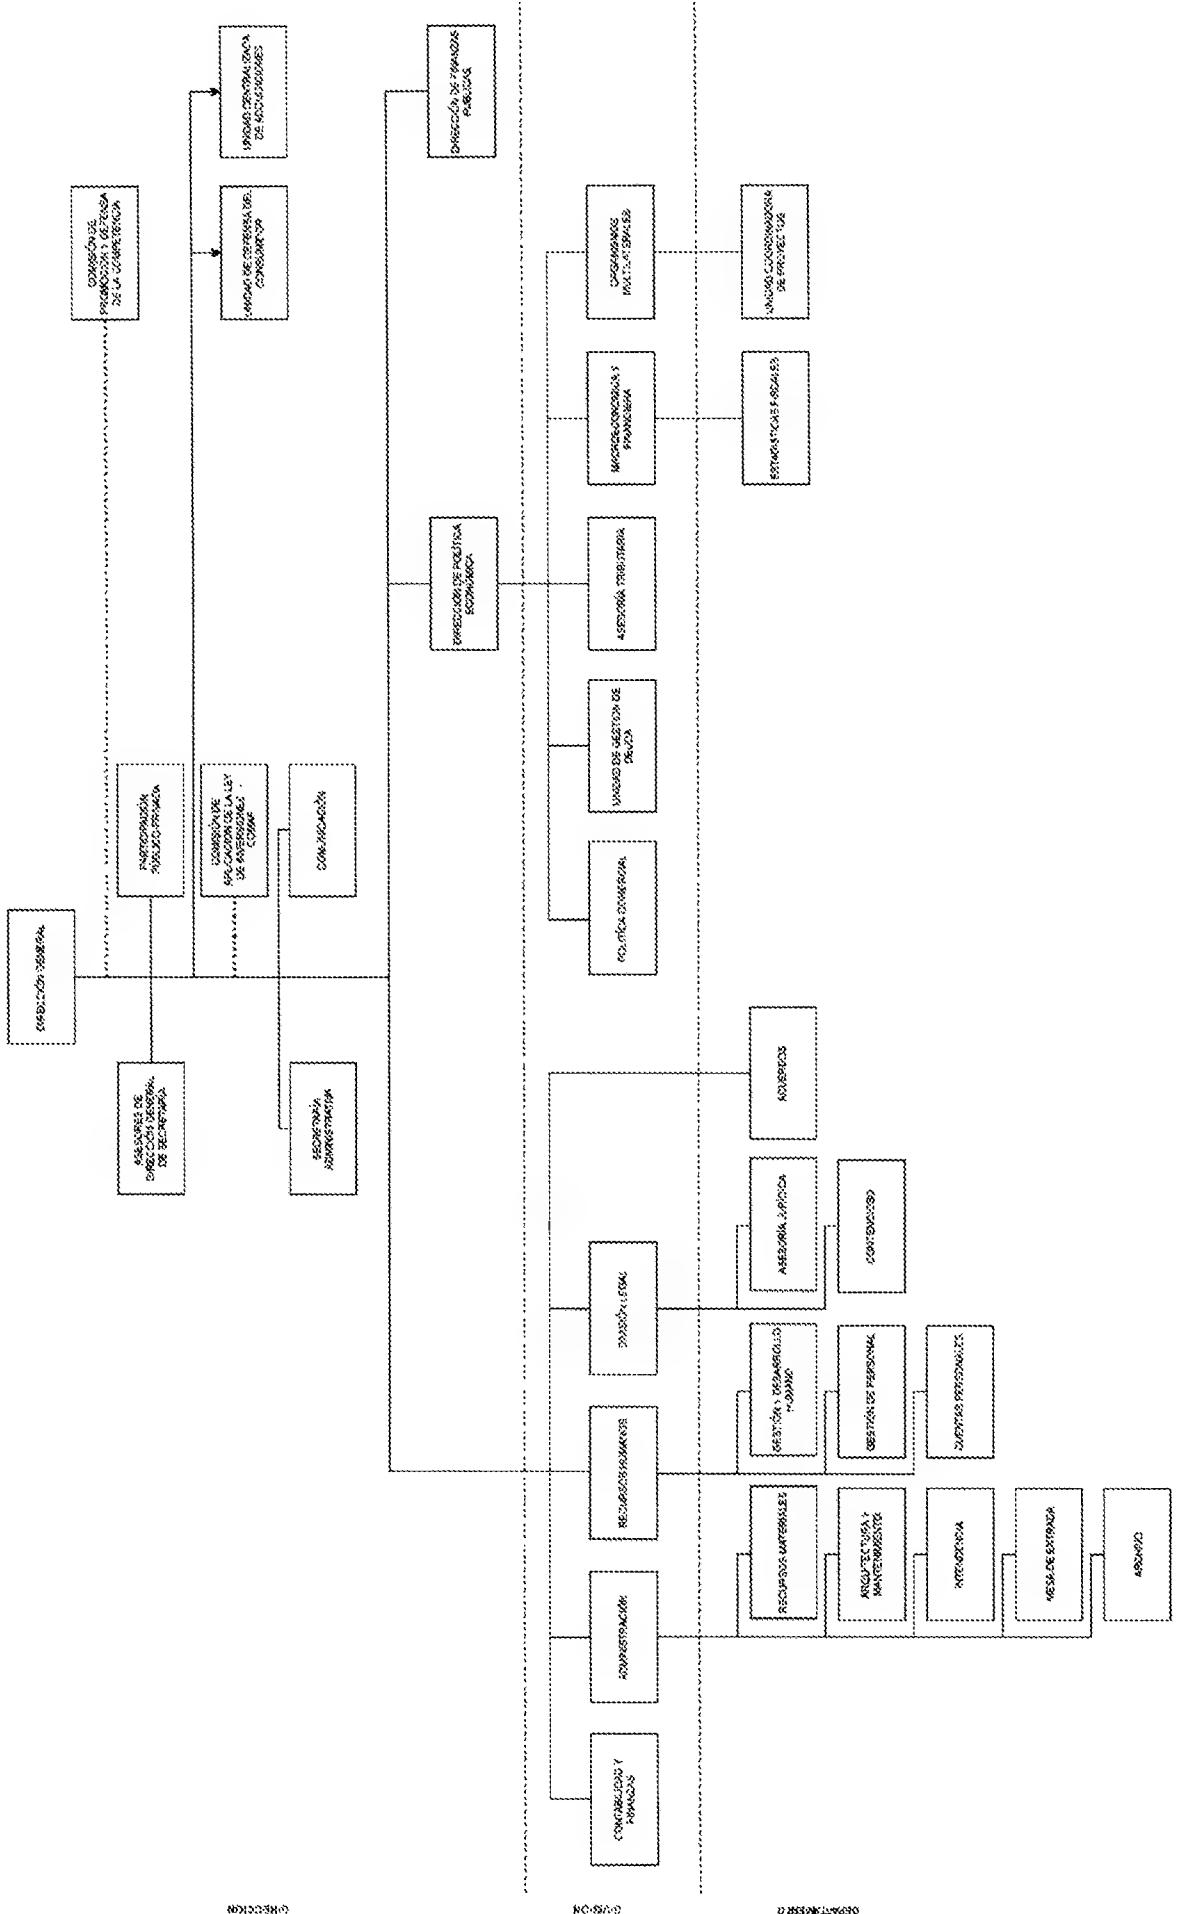 DIRECCIÓN GENERAL
COMISIÓN DE
PROMOCIÓN Y DEFENSA
DE LA COMPETENCIA
ASESORES DE
DIRECCIÓN GENERAL
DE SECRETARÍA
PARTICIPACIÓN
PÚBLICO-PRIVADA
UNIDAD DE DEFENSA DEL
CONSUMIDOR
UNIDAD CENTRALIZADA
DE ADQUISICIONES
COMISIÓN DE
APLICACIÓN DE LA LEY
DE INVERSIONES -
COMAP
SECRETARÍA
ADMINISTRATIVA
COMUNICACIÓN
DIRECCIÓN DE POLÍTICA
ECONÓMICA
DIRECCIÓN DE FINANZAS
PÚBLICAS
DIRECCIÓN
CONTABILIDAD Y
FINANZAS
ADMINISTRACIÓN
RECURSOS HUMANOS
DIVISIÓN LEGAL
POLÍTICA COMERCIAL
UNIDAD DE GESTIÓN DE
DEUDA
ASESORÍA TRIBUTARIA
MACROECONÓMICA Y
FINANCIERA
ORGANISMOS
MULTILATERALES
DIVISIÓN
RECURSOS MATERIALES
GESTIÓN Y DESARROLLO
HUMANO
ASESORÍA JURÍDICA
ACUERDOS
ESTADÍSTICAS FISCALES
UNIDAD COORDINADORA
DE PROYECTOS
ARQUITECTURA Y
MANTENIMIENTO
GESTIÓN DE PERSONAL
CONTENCIOSO
INTENDENCIA
CUENTAS PERSONALES
MESA DE ENTRADA
ARCHIVO
DEPARTAMENTO